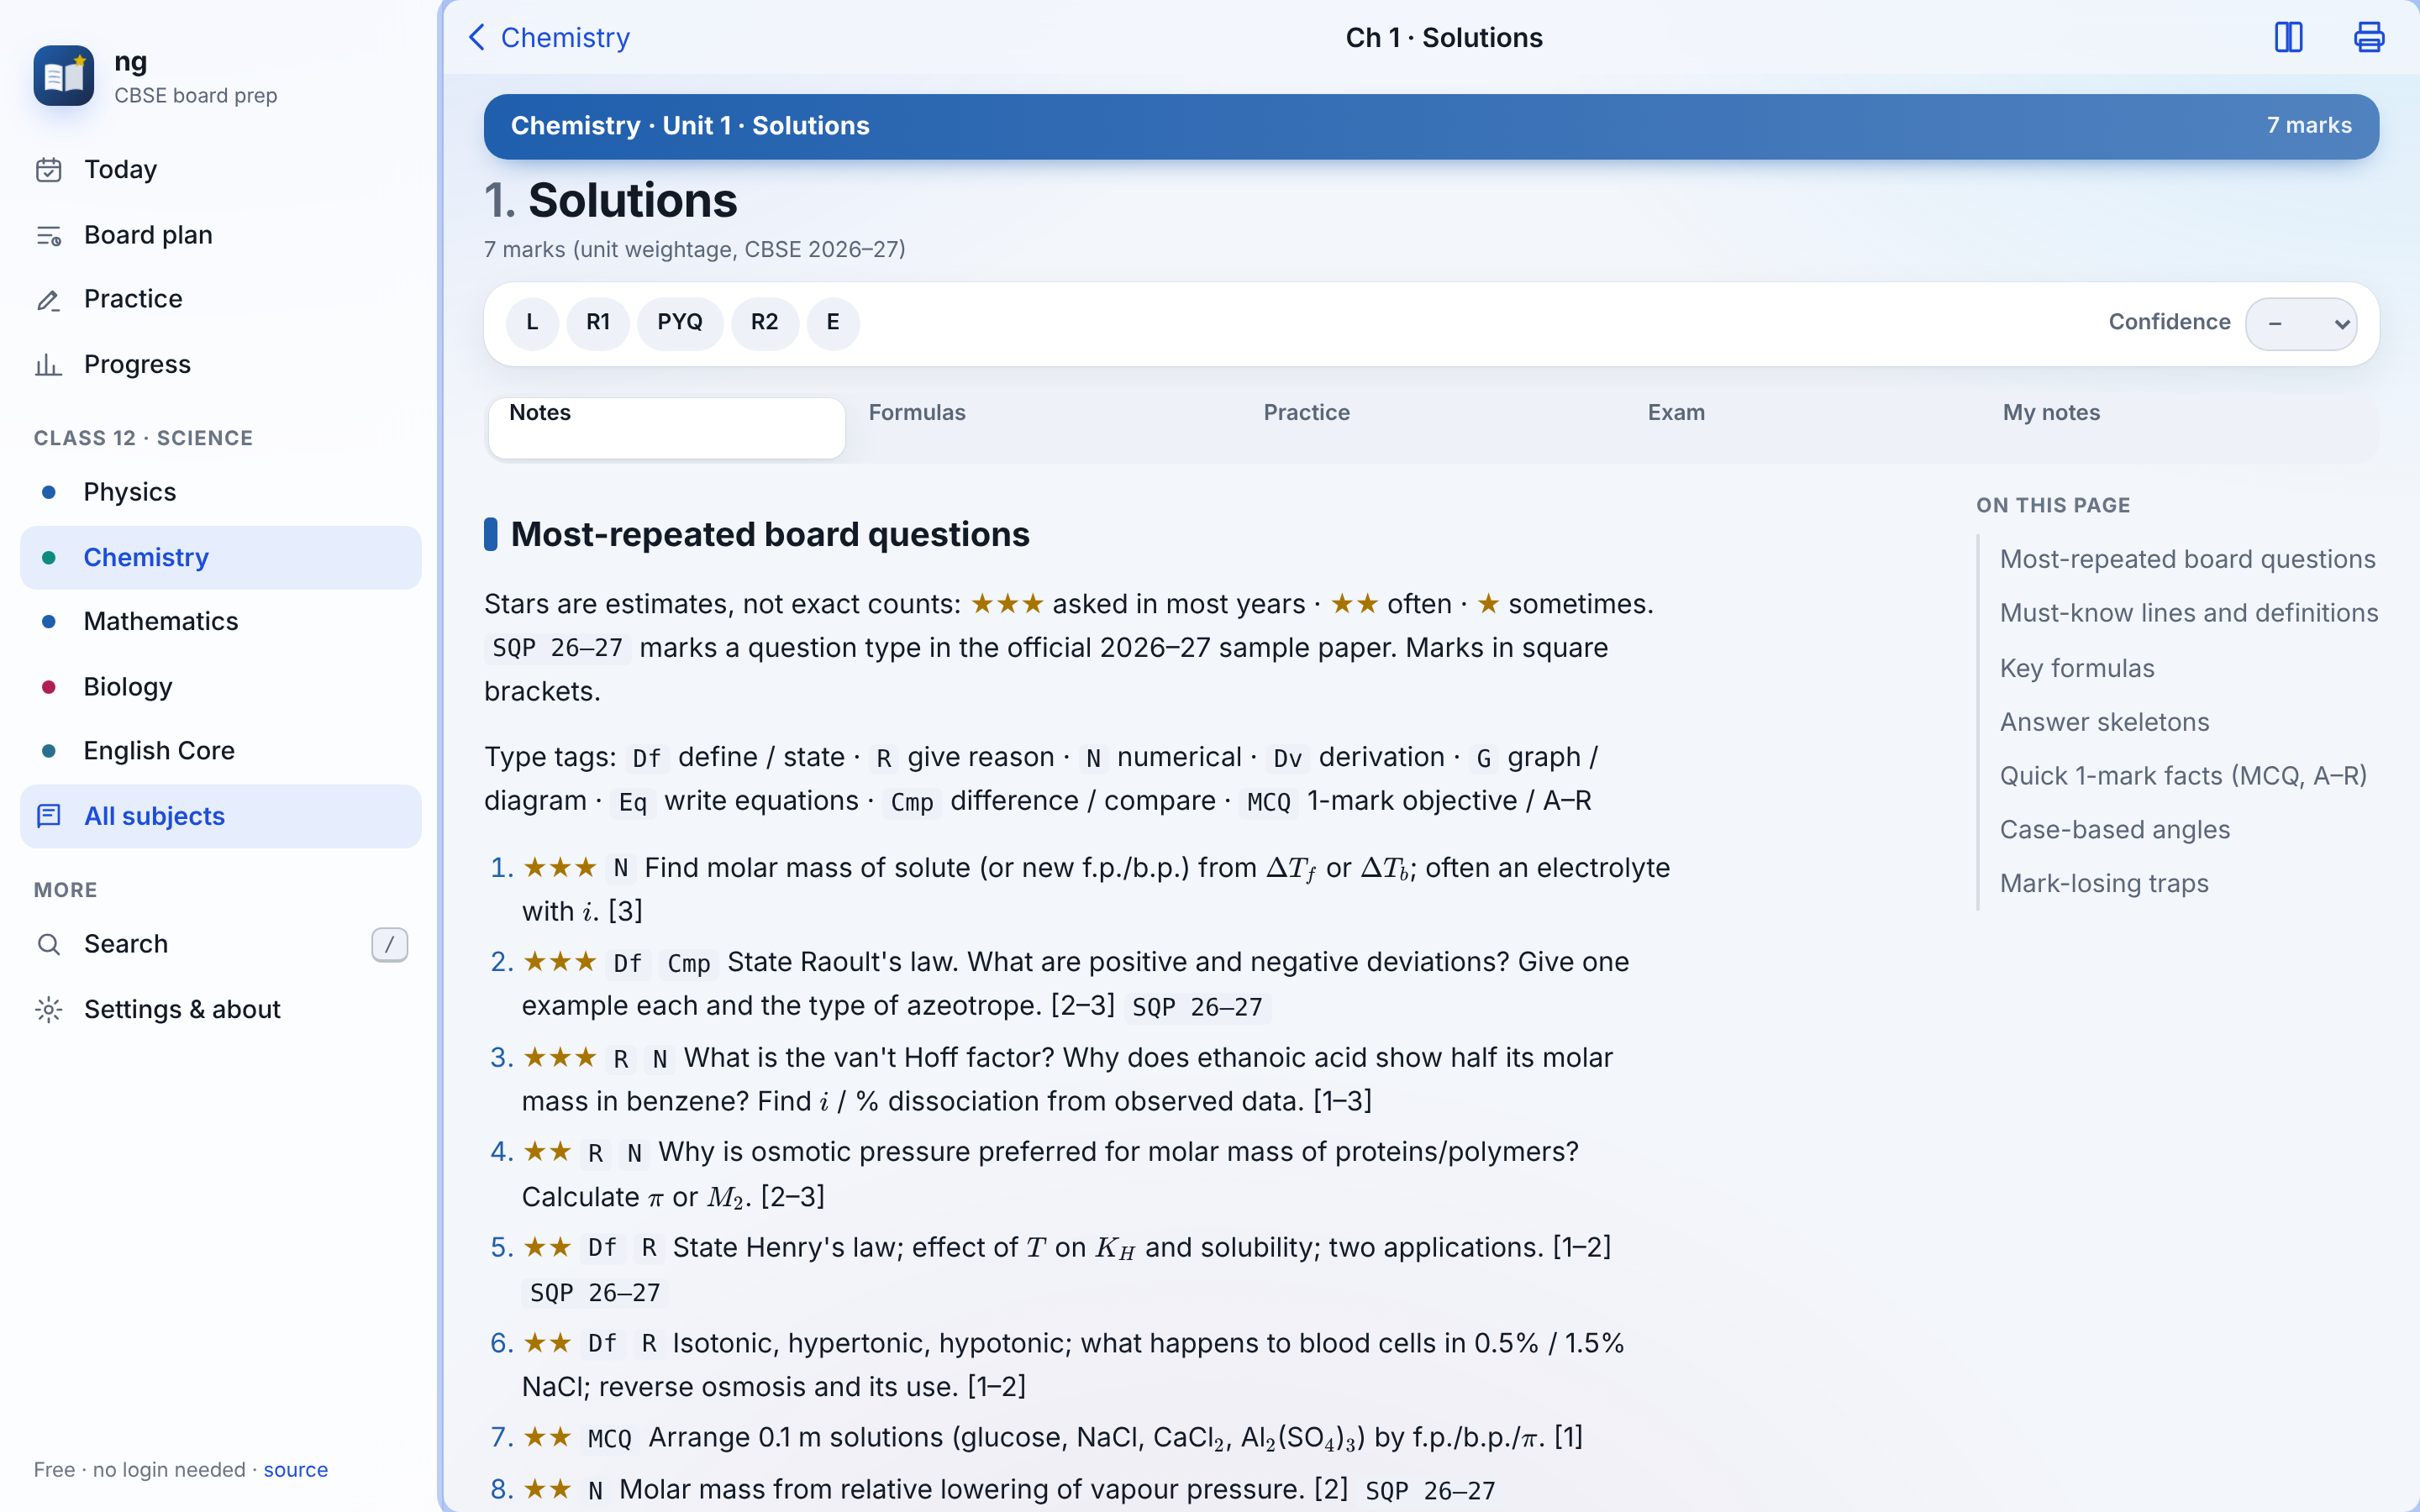 ng
CBSE board prep
Today
Board plan
Practice
Progress
CLASS 12 · SCIENCE
Physics
Chemistry
Mathematics
Biology
English Core
All subjects
MORE
Search /
Settings & about
Free · no login needed · source
Chemistry
Ch 1 · Solutions
Chemistry · Unit 1 · Solutions 7 marks
1. Solutions
7 marks (unit weightage, CBSE 2026–27)
L R1 PYQ R2 E Confidence –
Notes Formulas Practice Exam My notes
Most-repeated board questions
Stars are estimates, not exact counts: ★★★ asked in most years · ★★ often · ★ sometimes.
SQP 26–27 marks a question type in the official 2026–27 sample paper. Marks in square
brackets.
Type tags: Df define / state · R give reason · N numerical · Dv derivation · G graph /
diagram · Eq write equations · Cmp difference / compare · MCQ 1-mark objective / A–R
1. ★★★ N Find molar mass of solute (or new f.p./b.p.) from ΔT_f or ΔT_b; often an electrolyte
with i. [3]
2. ★★★ Df Cmp State Raoult's law. What are positive and negative deviations? Give one
example each and the type of azeotrope. [2–3] SQP 26–27
3. ★★★ R N What is the van't Hoff factor? Why does ethanoic acid show half its molar
mass in benzene? Find i / % dissociation from observed data. [1–3]
4. ★★ R N Why is osmotic pressure preferred for molar mass of proteins/polymers?
Calculate π or M₂. [2–3]
5. ★★ Df R State Henry's law; effect of T on K_H and solubility; two applications. [1–2]
SQP 26–27
6. ★★ Df R Isotonic, hypertonic, hypotonic; what happens to blood cells in 0.5% / 1.5%
NaCl; reverse osmosis and its use. [1–2]
7. ★★ MCQ Arrange 0.1 m solutions (glucose, NaCl, CaCl₂, Al₂(SO₄)₃) by f.p./b.p./π. [1]
8. ★★ N Molar mass from relative lowering of vapour pressure. [2] SQP 26–27
ON THIS PAGE
Most-repeated board questions
Must-know lines and definitions
Key formulas
Answer skeletons
Quick 1-mark facts (MCQ, A–R)
Case-based angles
Mark-losing traps